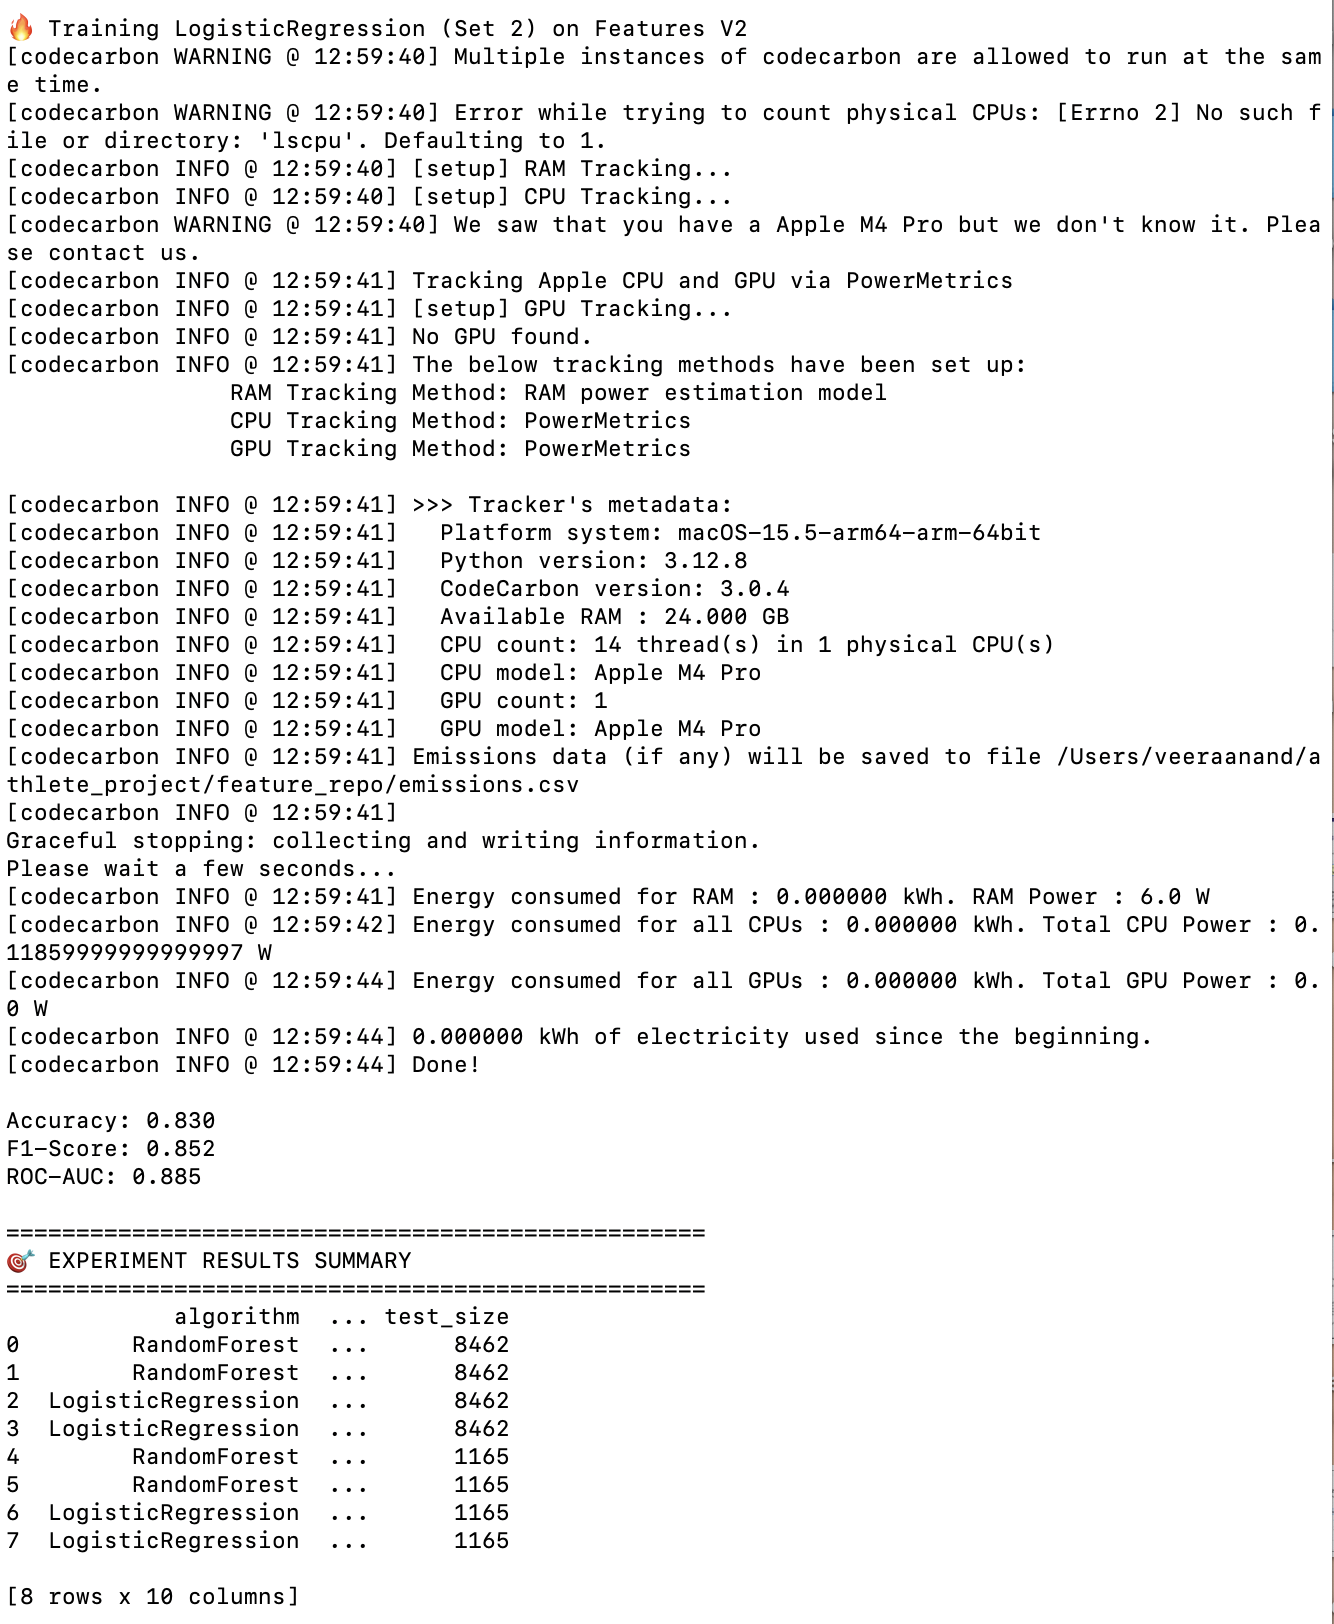 🔥 Training LogisticRegression (Set 2) on Features V2
[codecarbon WARNING @ 12:59:40] Multiple instances of codecarbon are allowed to run at the sam
e time.
[codecarbon WARNING @ 12:59:40] Error while trying to count physical CPUs: [Errno 2] No such f
ile or directory: 'lscpu'. Defaulting to 1.
[codecarbon INFO @ 12:59:40] [setup] RAM Tracking...
[codecarbon INFO @ 12:59:40] [setup] CPU Tracking...
[codecarbon WARNING @ 12:59:40] We saw that you have a Apple M4 Pro but we don't know it. Plea
se contact us.
[codecarbon INFO @ 12:59:41] Tracking Apple CPU and GPU via PowerMetrics
[codecarbon INFO @ 12:59:41] [setup] GPU Tracking...
[codecarbon INFO @ 12:59:41] No GPU found.
[codecarbon INFO @ 12:59:41] The below tracking methods have been set up:
                RAM Tracking Method: RAM power estimation model
                CPU Tracking Method: PowerMetrics
                GPU Tracking Method: PowerMetrics

[codecarbon INFO @ 12:59:41] >>> Tracker's metadata:
[codecarbon INFO @ 12:59:41]   Platform system: macOS-15.5-arm64-arm-64bit
[codecarbon INFO @ 12:59:41]   Python version: 3.12.8
[codecarbon INFO @ 12:59:41]   CodeCarbon version: 3.0.4
[codecarbon INFO @ 12:59:41]   Available RAM : 24.000 GB
[codecarbon INFO @ 12:59:41]   CPU count: 14 thread(s) in 1 physical CPU(s)
[codecarbon INFO @ 12:59:41]   CPU model: Apple M4 Pro
[codecarbon INFO @ 12:59:41]   GPU count: 1
[codecarbon INFO @ 12:59:41]   GPU model: Apple M4 Pro
[codecarbon INFO @ 12:59:41] Emissions data (if any) will be saved to file /Users/veeraanand/a
thlete_project/feature_repo/emissions.csv
[codecarbon INFO @ 12:59:41]
Graceful stopping: collecting and writing information.
Please wait a few seconds...
[codecarbon INFO @ 12:59:41] Energy consumed for RAM : 0.000000 kWh. RAM Power : 6.0 W
[codecarbon INFO @ 12:59:42] Energy consumed for all CPUs : 0.000000 kWh. Total CPU Power : 0.
11859999999999997 W
[codecarbon INFO @ 12:59:44] Energy consumed for all GPUs : 0.000000 kWh. Total GPU Power : 0.
0 W
[codecarbon INFO @ 12:59:44] 0.000000 kWh of electricity used since the beginning.
[codecarbon INFO @ 12:59:44] Done!

Accuracy: 0.830
F1-Score: 0.852
ROC-AUC: 0.885

==================================================
🎯 EXPERIMENT RESULTS SUMMARY
==================================================
            algorithm  ... test_size
0        RandomForest  ...      8462
1        RandomForest  ...      8462
2  LogisticRegression  ...      8462
3  LogisticRegression  ...      8462
4        RandomForest  ...      1165
5        RandomForest  ...      1165
6  LogisticRegression  ...      1165
7  LogisticRegression  ...      1165

[8 rows x 10 columns]